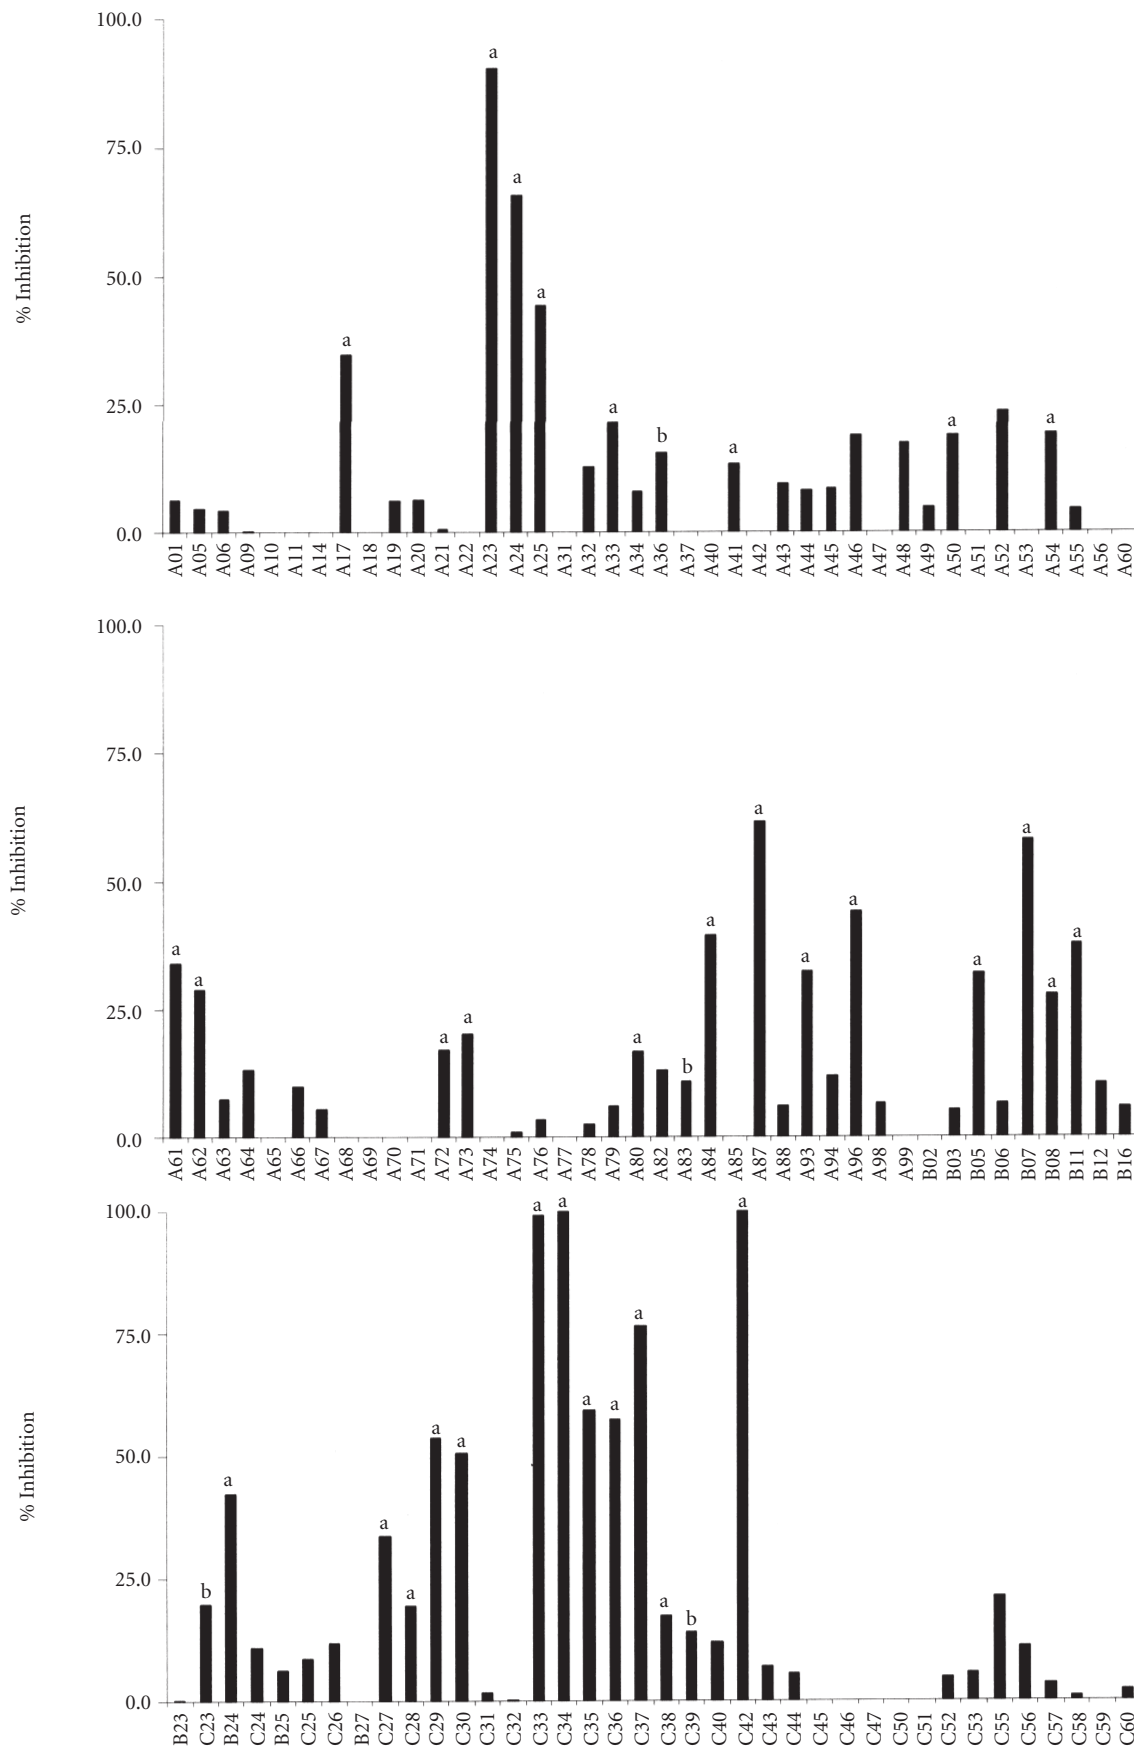 100.0
75.0
50.0
25.0
0.0
% Inhibition
a
a
a
a
a
b
a
a
a
A01 A05 A06 A09 A10 A11 A14 A17 A18 A19 A20 A21 A22 A23 A24 A25 A31 A32 A33 A34 A36 A37 A40 A41 A42 A43 A44 A45 A46 A47 A48 A49 A50 A51 A52 A53 A54 A55 A56 A60
100.0
75.0
50.0
25.0
0.0
% Inhibition
a
a
a
a
a
b
a
a
a
a
a
a
a
a
A61 A62 A63 A64 A65 A66 A67 A68 A69 A70 A71 A72 A73 A74 A75 A76 A77 A78 A79 A80 A82 A83 A84 A85 A87 A88 A93 A94 A96 A98 A99 B02 B03 B05 B06 B07 B08 B11 B12 B16
100.0
75.0
50.0
25.0
0.0
% Inhibition
b
a
a
a
a
a
a
a
a
a
a
a
b
a
B23 C23 B24 C24 B25 C25 C26 B27 C27 C28 C29 C30 C31 C32 C33 C34 C35 C36 C37 C38 C39 C40 C42 C43 C44 C45 C46 C47 C50 C51 C52 C53 C55 C56 C57 C58 C59 C60